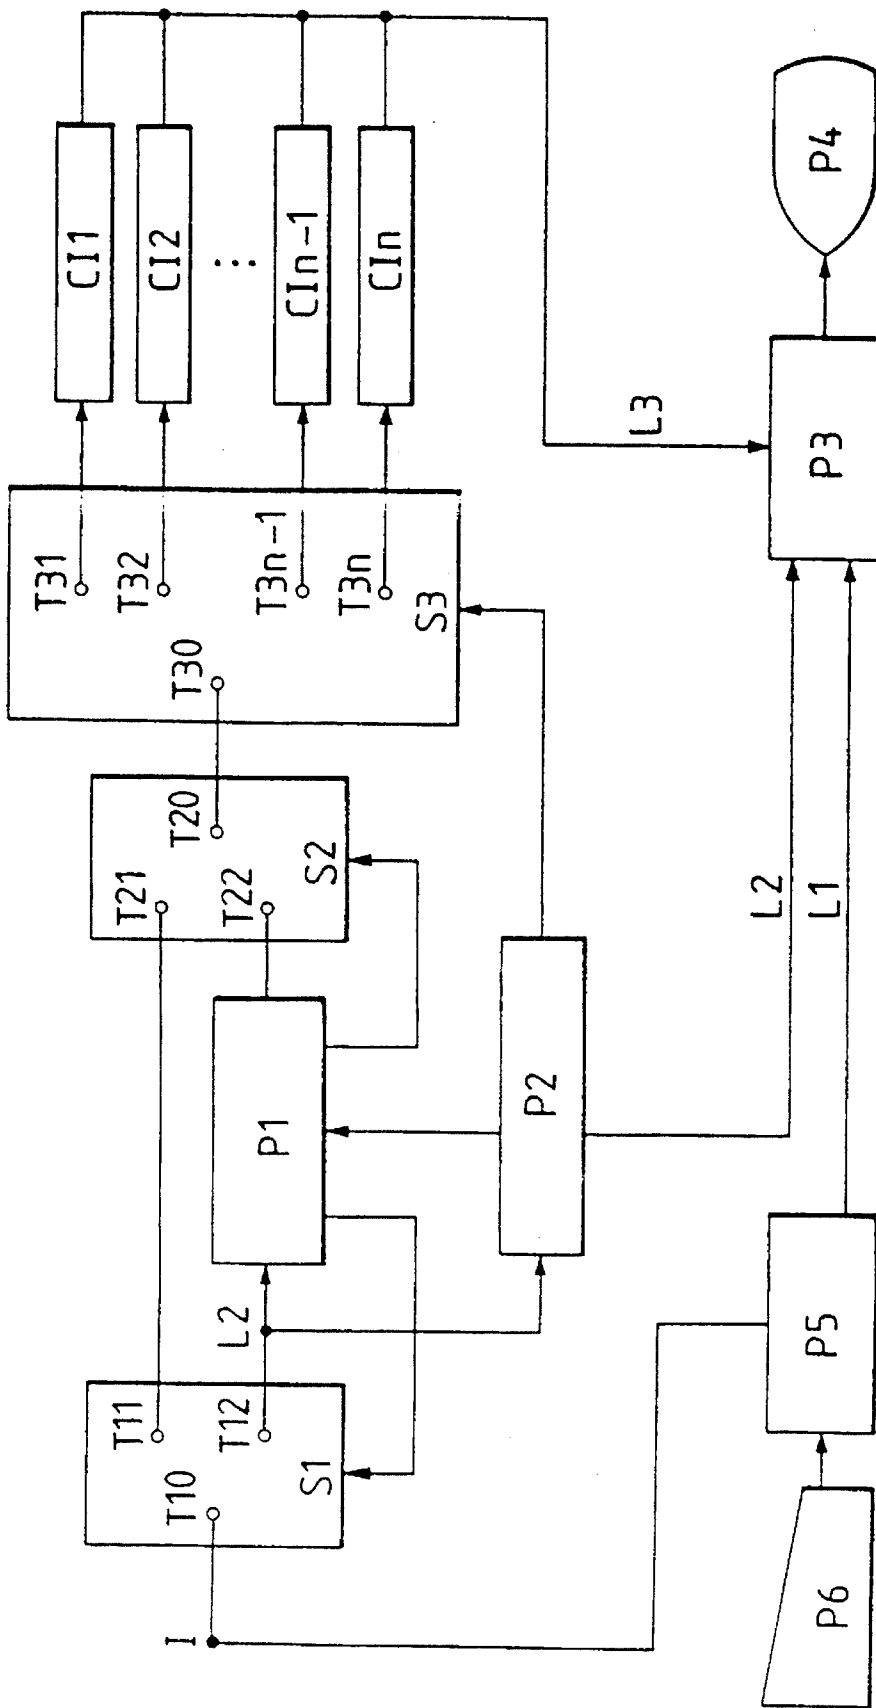 I
T10
T11
T12
S1
L2
P1
T21
T22
T20
S2
T30
T31
T32
T3n-1
T3n
S3
CI1
CI2
⋮
CIn-1
CIn
P2
L3
L2
L1
P6
P5
P3
P4